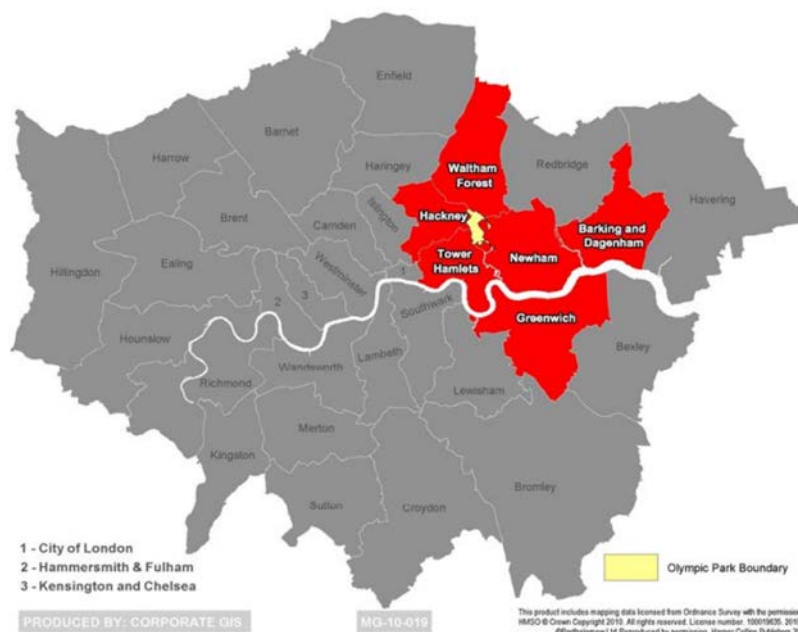 Enfield
Barnet
Harrow
Haringey
Waltham
Forest
Redbridge
Havering
Brent
Camden
Islington
Hackney
Barking and
Dagenham
Hillingdon
Ealing
Westminster
1
Tower
Hamlets
Newham
2
3
Southwark
Greenwich
Hounslow
Bexley
Richmond
Wandsworth
Lambeth
Lewisham
Merton
Kingston
Sutton
Croydon
Bromley
1 - City of London
2 - Hammersmith & Fulham
3 - Kensington and Chelsea
Olympic Park Boundary
PRODUCED BY: CORPORATE GIS
MG-10-019
This product includes mapping data licensed from Ordnance Survey with the permission
HMSO © Crown Copyright 2010. All rights reserved. License number. 100019635. 2010